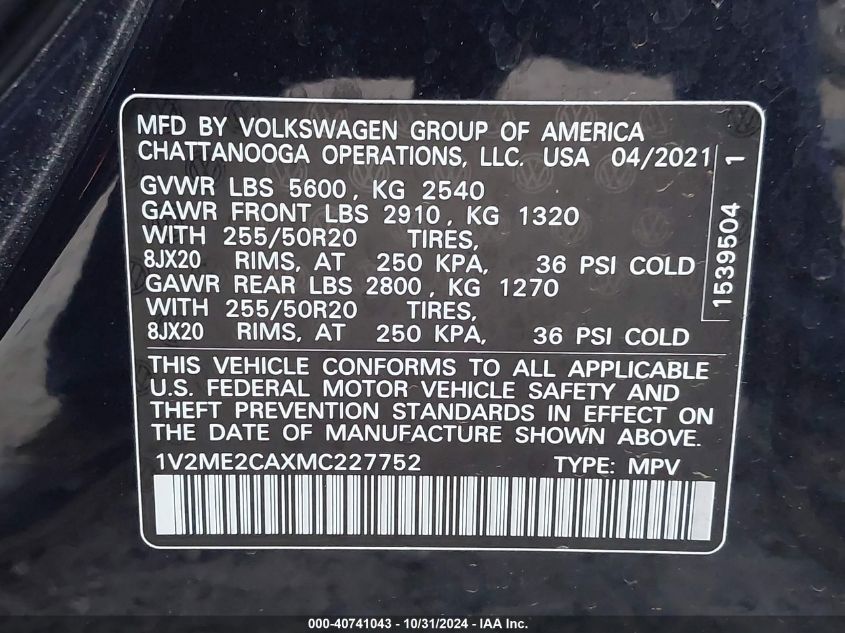 MFD BY VOLKSWAGEN GROUP OF AMERICA
CHATTANOOGA OPERATIONS, LLC. USA 04/2021
GVWR LBS 5600, KG 2540
GAWR FRONT LBS 2910, KG 1320
WITH 255/50R20 TIRES,
8JX20 RIMS, AT 250 KPA, 36 PSI COLD
GAWR REAR LBS 2800, KG 1270
WITH 255/50R20 TIRES,
8JX20 RIMS, AT 250 KPA, 36 PSI COLD
1539504 1
THIS VEHICLE CONFORMS TO ALL APPLICABLE
U.S. FEDERAL MOTOR VEHICLE SAFETY AND
THEFT PREVENTION STANDARDS IN EFFECT ON
THE DATE OF MANUFACTURE SHOWN ABOVE.
1V2ME2CAXMC227752 TYPE: MPV
000-40741043 - 10/31/2024 - IAA Inc.